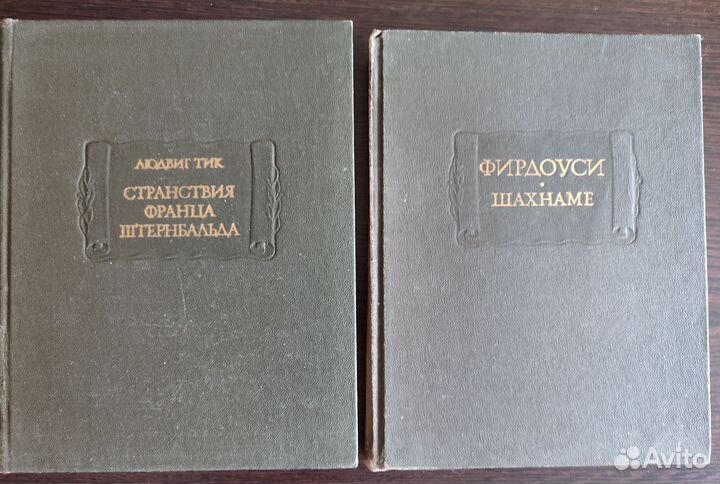 ЛЮДВИГ ТИК
СТРАНСТВИЯ
ФРАНЦА
ШТЕРНБАЛЬДА
ФИРДОУСИ
ШАХНАМЕ
Avito